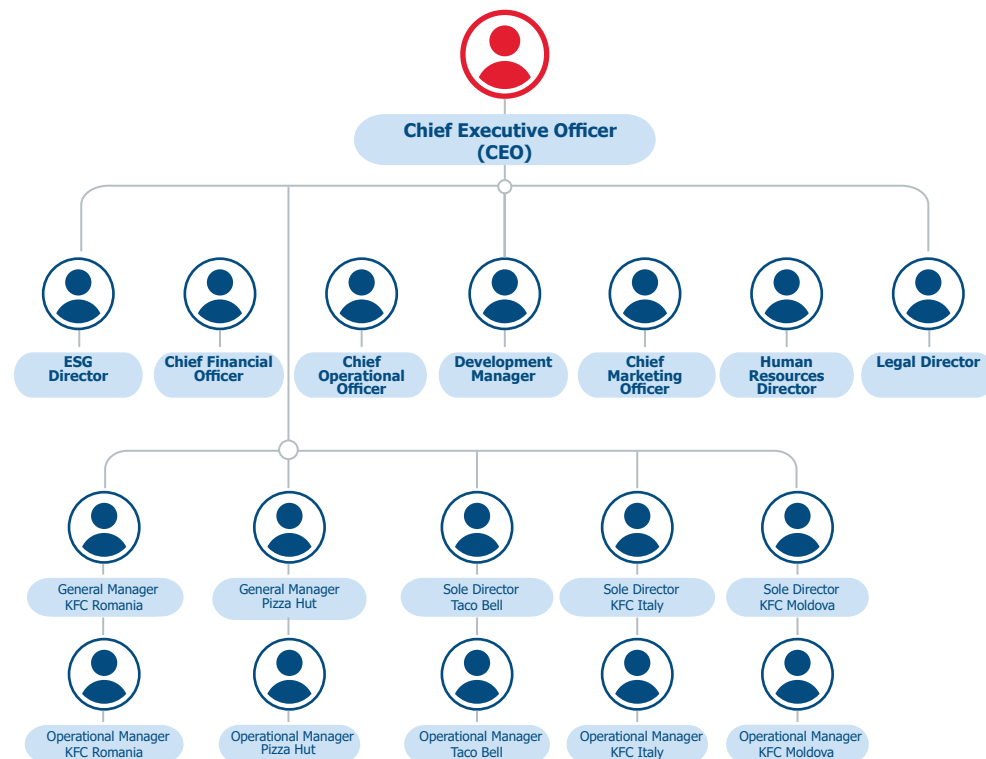 Chief Executive Officer
(CEO)
ESG
Director
Chief Financial
Officer
Chief
Operational
Officer
Development
Manager
Chief
Marketing
Officer
Human
Resources
Director
Legal Director
General Manager
KFC Romania
General Manager
Pizza Hut
Sole Director
Taco Bell
Sole Director
KFC Italy
Sole Director
KFC Moldova
Operational Manager
KFC Romania
Operational Manager
Pizza Hut
Operational Manager
Taco Bell
Operational Manager
KFC Italy
Operational Manager
KFC Moldova